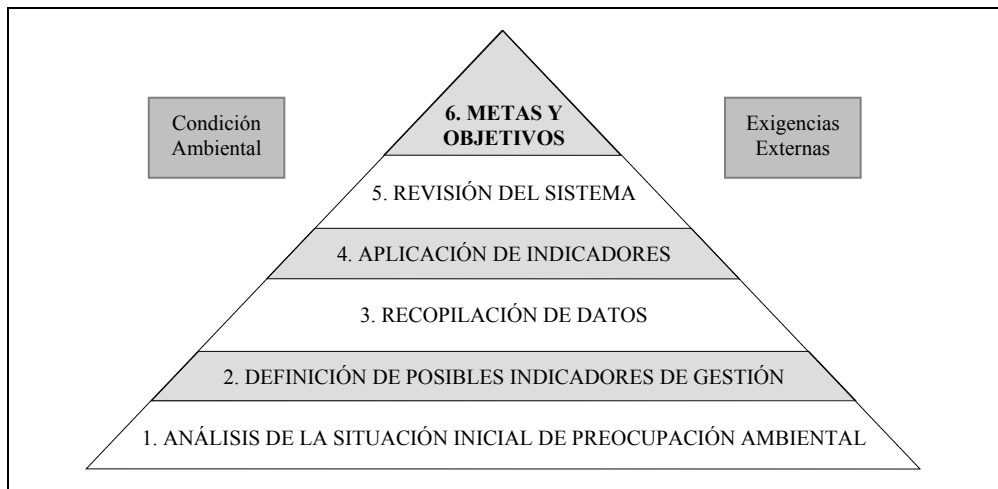 Condición
Ambiental
Exigencias
Externas
6. METAS Y
OBJETIVOS
5. REVISIÓN DEL SISTEMA
4. APLICACIÓN DE INDICADORES
3. RECOPILACIÓN DE DATOS
2. DEFINICIÓN DE POSIBLES INDICADORES DE GESTIÓN
1. ANÁLISIS DE LA SITUACIÓN INICIAL DE PREOCUPACIÓN AMBIENTAL